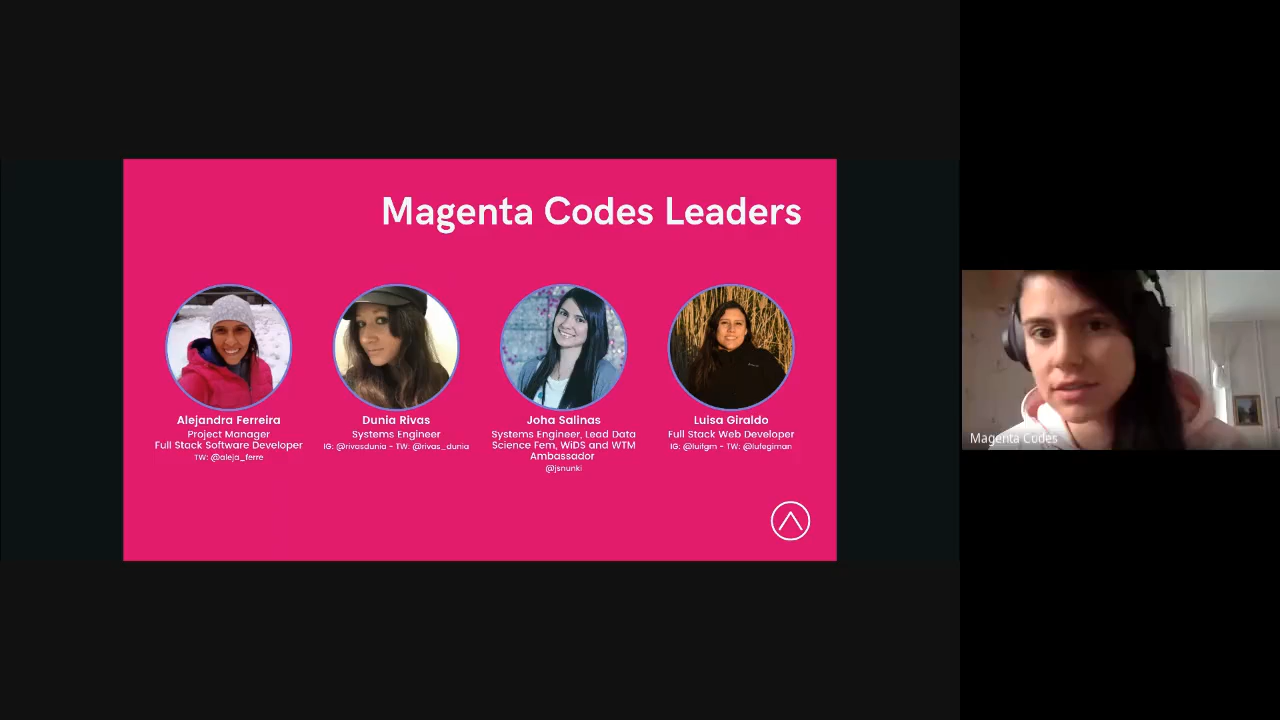 Magenta Codes Leaders
Alejandra Ferreira
Project Manager
Full Stack Software Developer
TW: @aleja_ferre
Dunia Rivas
Systems Engineer
IG: @rivasdunia - TW: @rivas_dunia
Joha Salinas
Systems Engineer, Lead Data
Science Fem, WiDS and WTM
Ambassador
@jsnunki
Luisa Giraldo
Full Stack Web Developer
IG: @luifgm - TW: @lufegiman
Magenta Codes